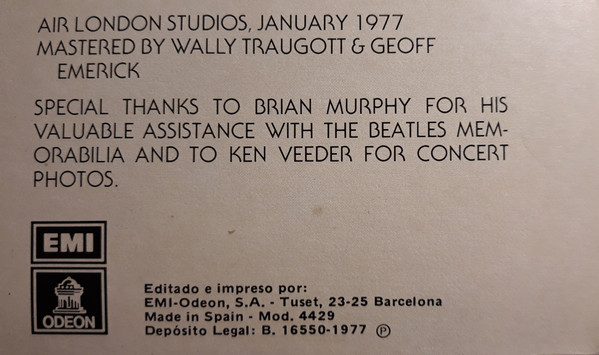 AIR LONDON STUDIOS, JANUARY 1977
MASTERED BY WALLY TRAUGOTT & GEOFF
EMERICK
SPECIAL THANKS TO BRIAN MURPHY FOR HIS
VALUABLE ASSISTANCE WITH THE BEATLES MEM-
ORABILIA AND TO KEN VEEDER FOR CONCERT
PHOTOS.
EMI
ODEON
Editado e impreso por:
EMI-Odeon, S.A. - Tuset, 23-25 Barcelona
Made in Spain - Mod. 4429
Depósito Legal: B. 16550-1977 Ⓟ